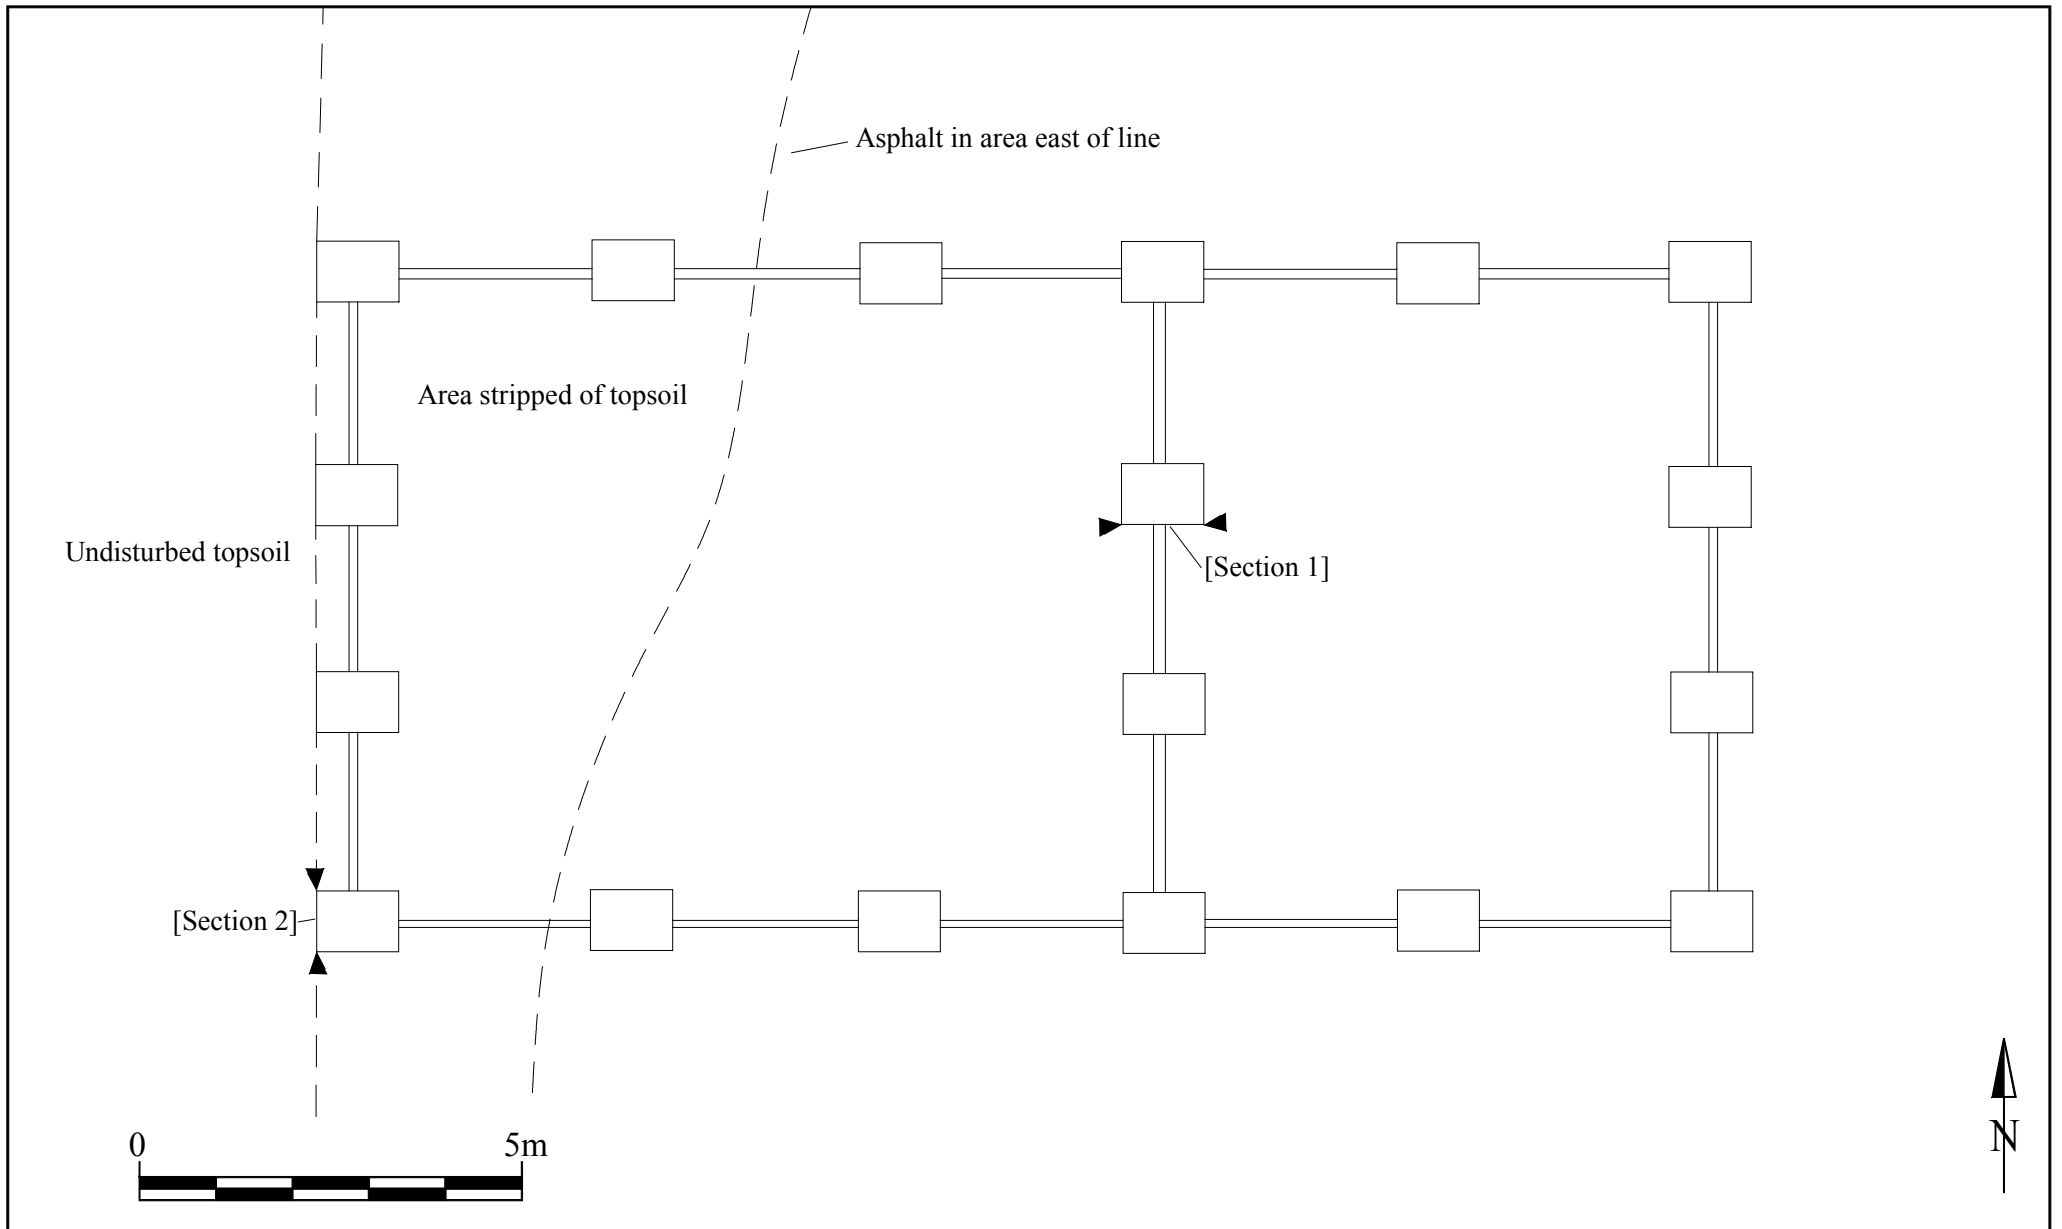 Asphalt in area east of line
Area stripped of topsoil
Undisturbed topsoil
[Section 1]
[Section 2]
0 5m
N